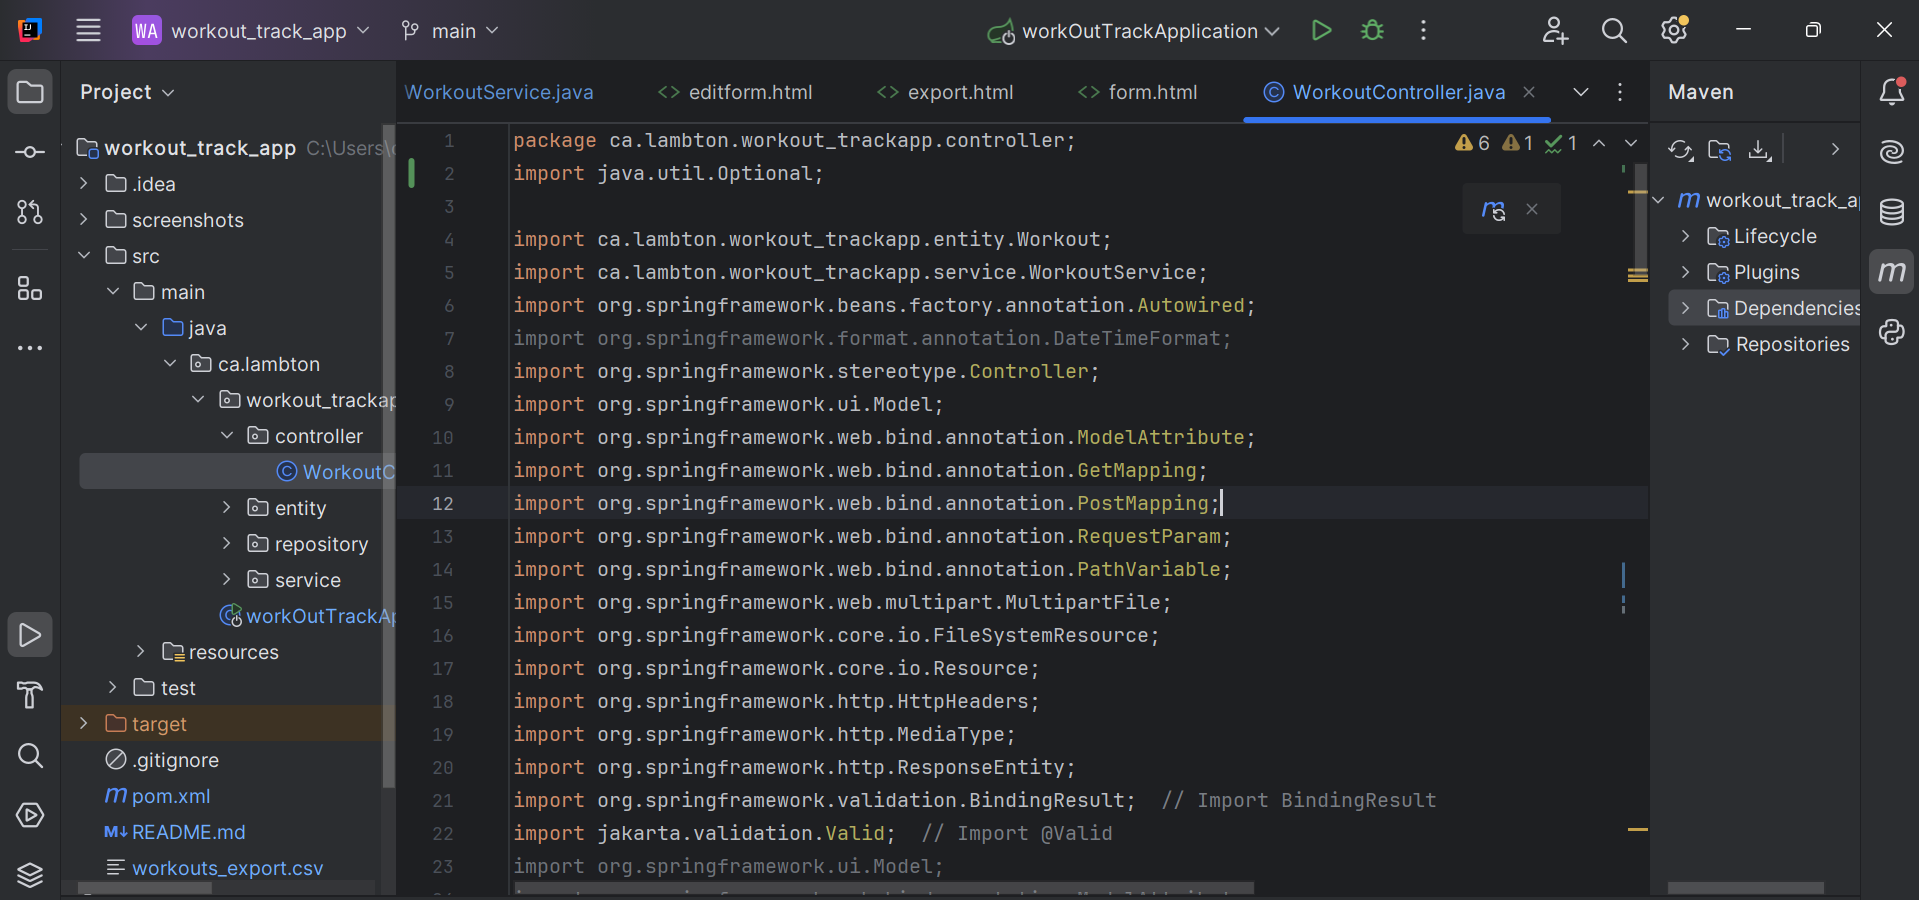 WA workout_track_app main workOutTrackApplication
Project
WorkoutService.java editform.html export.html form.html WorkoutController.java
Maven
workout_track_app C:\Users\
.idea
screenshots
src
main
java
ca.lambton
workout_trackap
controller
WorkoutC
entity
repository
service
workOutTrackAp
resources
test
target
.gitignore
pom.xml
README.md
workouts_export.csv
6 1 1
1 package ca.lambton.workout_trackapp.controller;
2 import java.util.Optional;
3
4 import ca.lambton.workout_trackapp.entity.Workout;
5 import ca.lambton.workout_trackapp.service.WorkoutService;
6 import org.springframework.beans.factory.annotation.Autowired;
7 import org.springframework.format.annotation.DateTimeFormat;
8 import org.springframework.stereotype.Controller;
9 import org.springframework.ui.Model;
10 import org.springframework.web.bind.annotation.ModelAttribute;
11 import org.springframework.web.bind.annotation.GetMapping;
12 import org.springframework.web.bind.annotation.PostMapping;
13 import org.springframework.web.bind.annotation.RequestParam;
14 import org.springframework.web.bind.annotation.PathVariable;
15 import org.springframework.web.multipart.MultipartFile;
16 import org.springframework.core.io.FileSystemResource;
17 import org.springframework.core.io.Resource;
18 import org.springframework.http.HttpHeaders;
19 import org.springframework.http.MediaType;
20 import org.springframework.http.ResponseEntity;
21 import org.springframework.validation.BindingResult; // Import BindingResult
22 import jakarta.validation.Valid; // Import @Valid
23 import org.springframework.ui.Model;
workout_track_a
Lifecycle
Plugins
Dependencies
Repositories